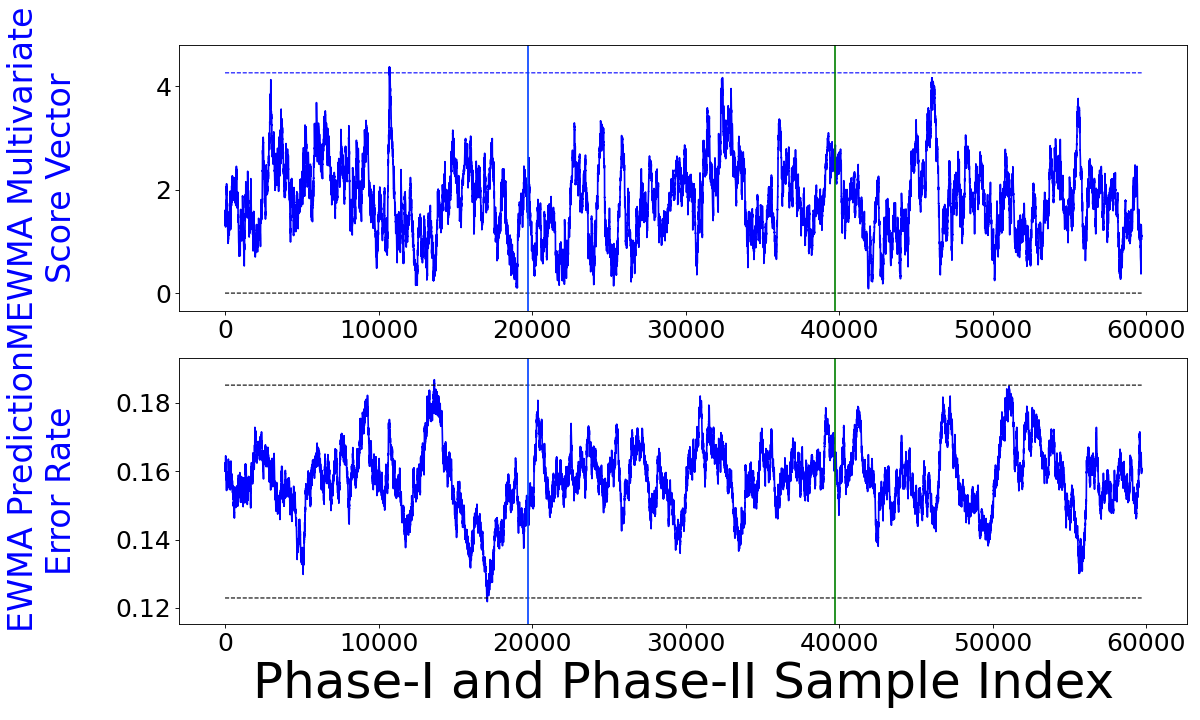 MEWMA Multivariate
Score Vector
4
2
0
0 10000 20000 30000 40000 50000 60000
EWMA Prediction
Error Rate
0.18
0.16
0.14
0.12
0 10000 20000 30000 40000 50000 60000
Phase-I and Phase-II Sample Index